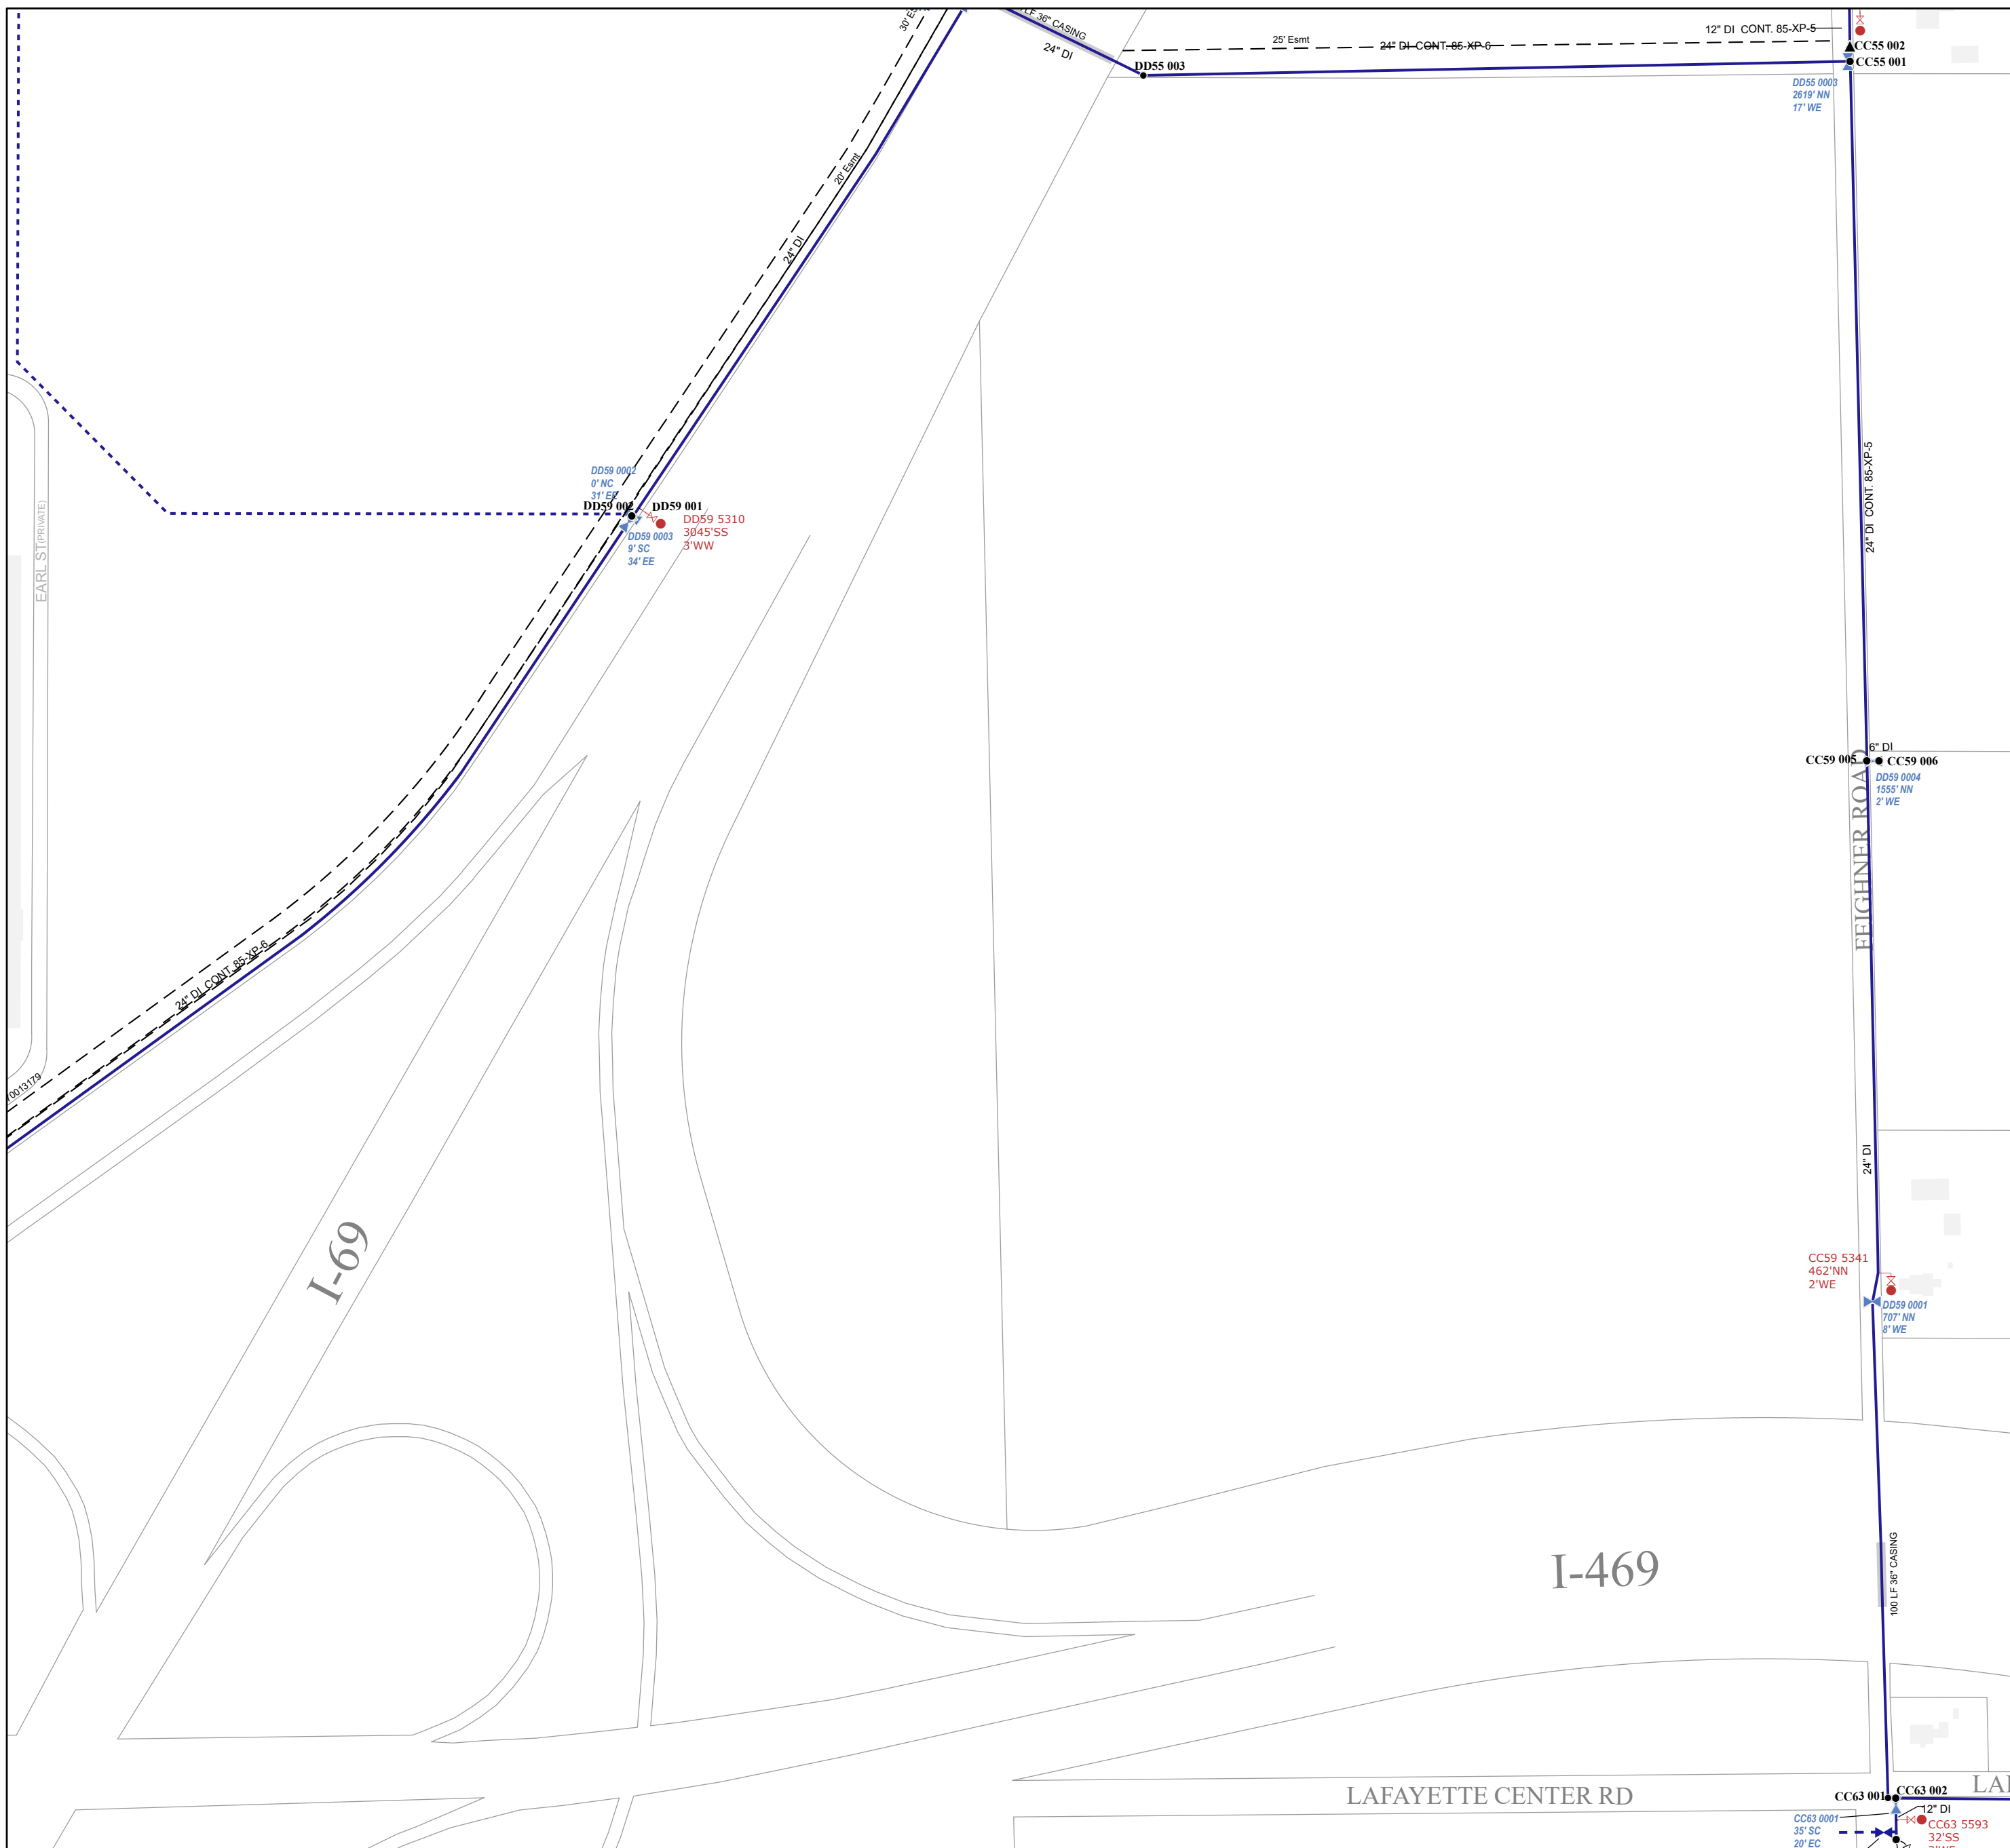 LF 36" CASING
24" DI
25' Esmt
24" DI CONT. 85-XP-6
12" DI CONT. 85-XP-5
CC55 002
CC55 001
DD55 003
DD55 0003
2619' NN
17' WE
20' Esmt
24" DI
24" DI CONT. 85-XP-5
DD59 0002
0' NC
31' EE
DD59 002
DD59 001
DD59 5310
3045'SS
3'WW
DD59 0003
9' SC
34' EE
EARL ST(PRIVATE)
6" DI
CC59 005
CC59 006
DD59 0004
1555' NN
2' WE
FEIGHNER ROAD
24" DI CONT. 85-XP-6
70013179
24" DI
I-69
CC59 5341
462'NN
2'WE
DD59 0001
707' NN
8' WE
I-469
100 LF 36" CASING
LAFAYETTE CENTER RD
CC63 001
CC63 002
12" DI
CC63 0001
35' SC
20' EC
CC63 5593
32'SS